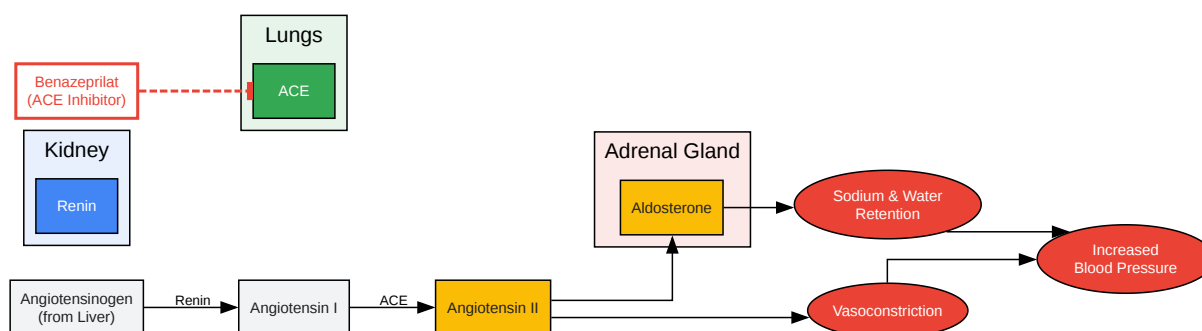 Lungs
ACE
Benazeprilat
(ACE Inhibitor)
Kidney
Renin
Adrenal Gland
Aldosterone
Sodium & Water
Retention
Increased
Blood Pressure
Angiotensinogen
(from Liver)
Renin
Angiotensin I
ACE
Angiotensin II
Vasoconstriction